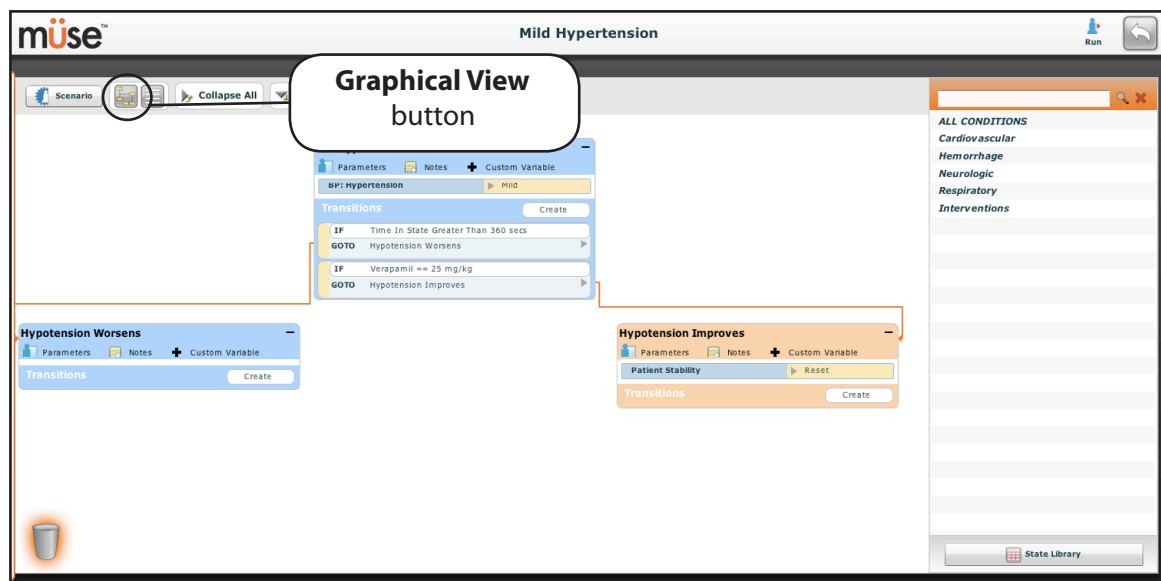 müse™
Mild Hypertension
Run
Scenario
Collapse All
Graphical View
button
ALL CONDITIONS
Cardiovascular
Hemorrhage
Neurologic
Respiratory
Interventions
Parameters Notes Custom Variable
BP: Hypertension Mild
Transitions Create
IF Time In State Greater Than 360 secs
GOTO Hypotension Worsens
IF Verapamil == 25 mg/kg
GOTO Hypotension Improves
Hypotension Worsens
Parameters Notes Custom Variable
Transitions Create
Hypotension Improves
Parameters Notes Custom Variable
Patient Stability Reset
Transitions Create
State Library